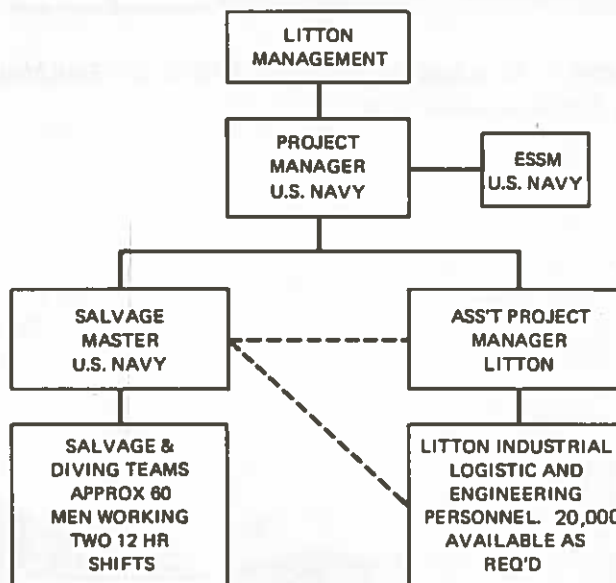 LITTON
MANAGEMENT
PROJECT
MANAGER
U.S. NAVY
ESSM
U.S. NAVY
SALVAGE
MASTER
U.S. NAVY
ASS'T PROJECT
MANAGER
LITTON
SALVAGE &
DIVING TEAMS
APPROX 60
MEN WORKING
TWO 12 HR
SHIFTS
LITTON INDUSTRIAL
LOGISTIC AND
ENGINEERING
PERSONNEL. 20,000
AVAILABLE AS
REQ'D